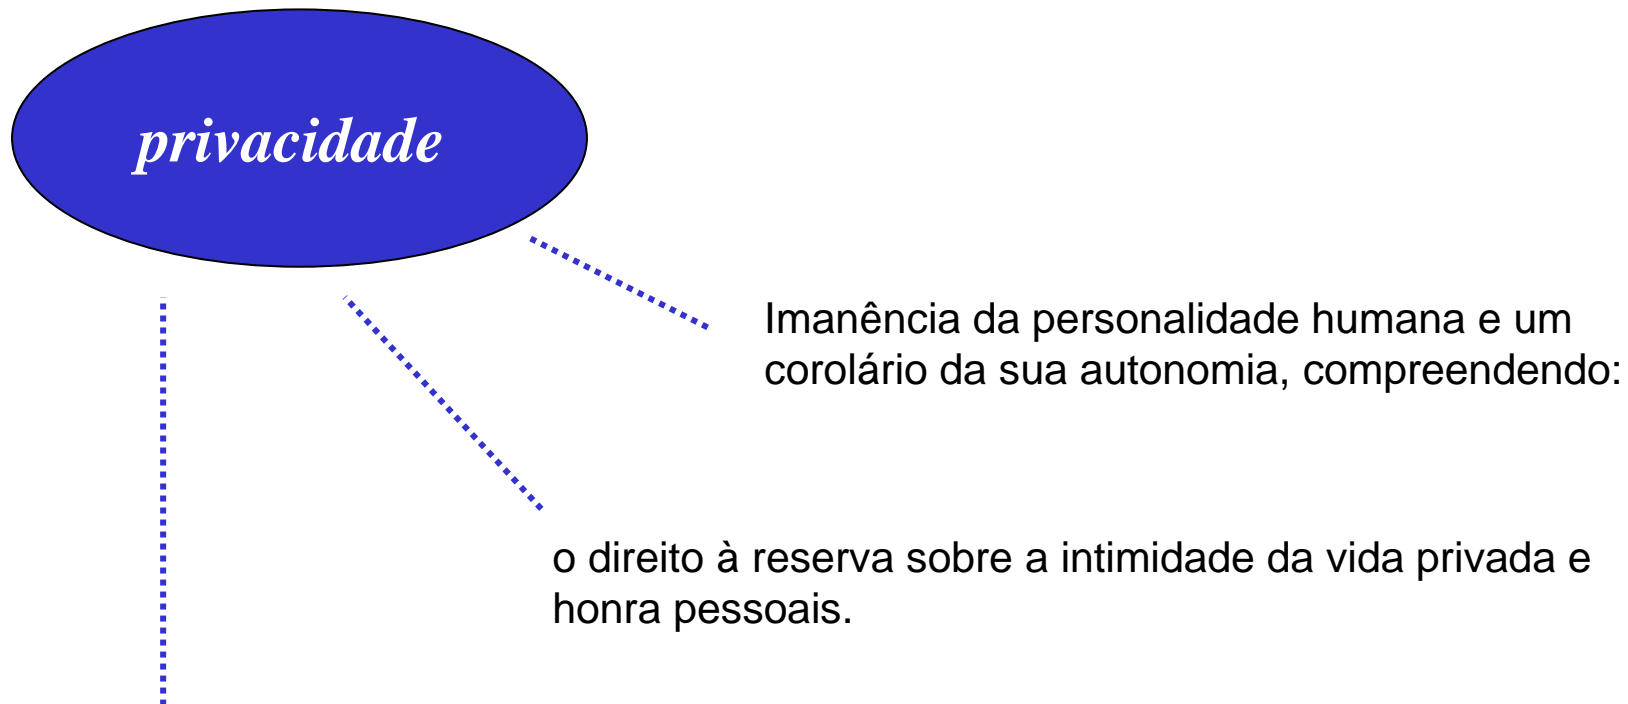 privacidade
Imanência da personalidade humana e um
corolário da sua autonomia, compreendendo:
o direito à reserva sobre a intimidade da vida privada e
honra pessoais.